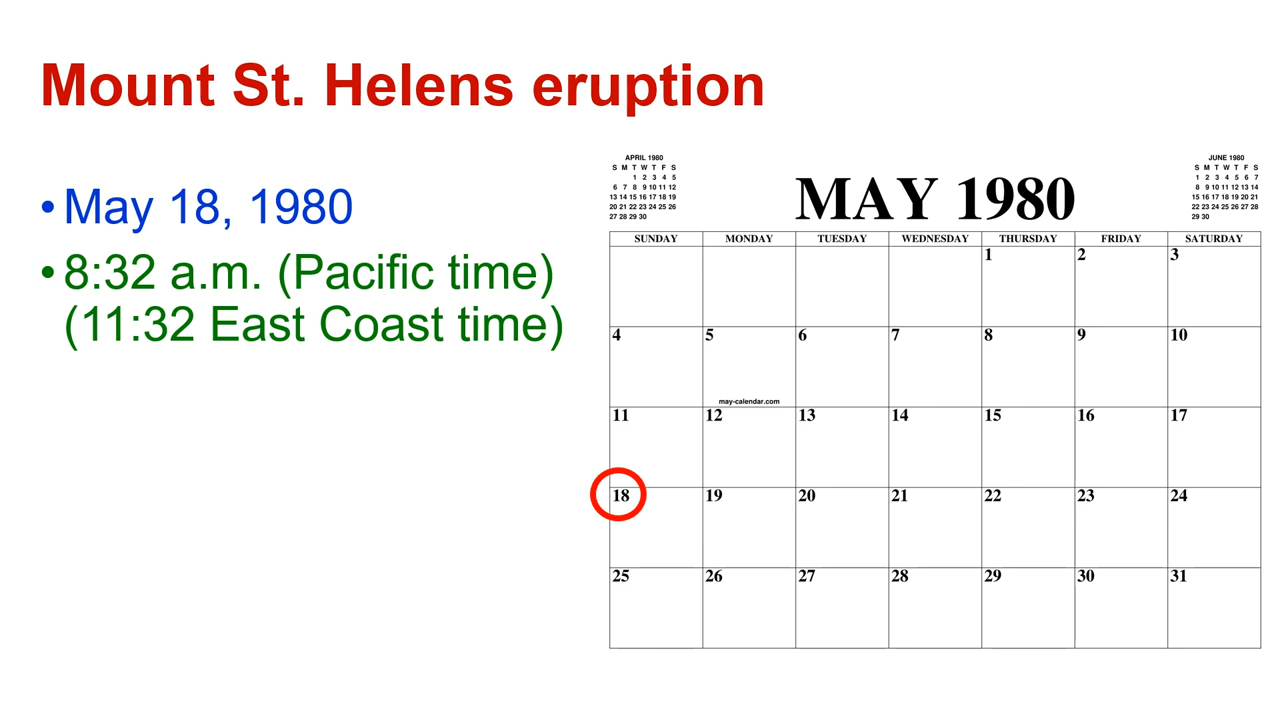 Mount St. Helens eruption
•May 18, 1980
•8:32 a.m. (Pacific time)
(11:32 East Coast time)
APRIL 1980
S M T W T F S
1 2 3 4 5
6 7 8 9 10 11 12
13 14 15 16 17 18 19
20 21 22 23 24 25 26
27 28 29 30
MAY 1980
JUNE 1980
S M T W T F S
1 2 3 4 5 6 7
8 9 10 11 12 13 14
15 16 17 18 19 20 21
22 23 24 25 26 27 28
29 30
SUNDAY MONDAY TUESDAY WEDNESDAY THURSDAY FRIDAY SATURDAY
1 2 3
4 5 6 7 8 9 10
may-calendar.com
11 12 13 14 15 16 17
18 19 20 21 22 23 24
25 26 27 28 29 30 31